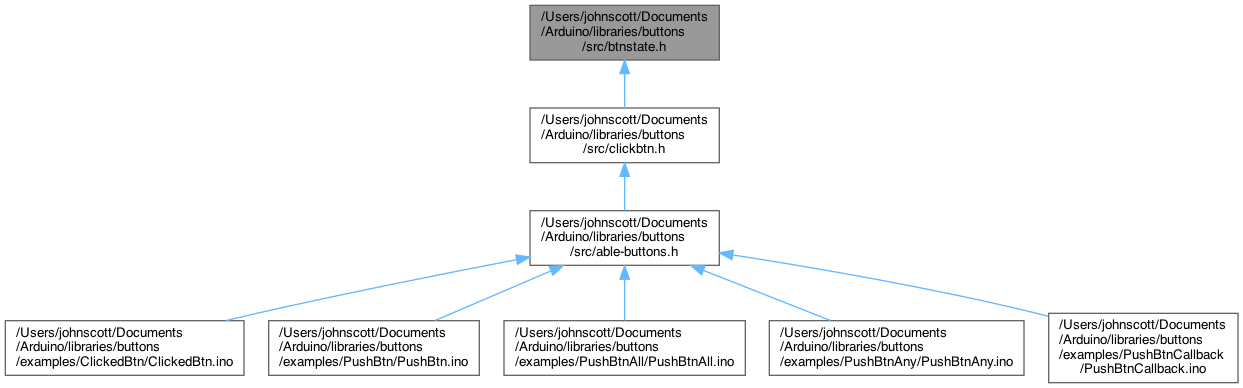 /Users/johnscott/Documents
/Arduino/libraries/buttons
/src/btnstate.h
/Users/johnscott/Documents
/Arduino/libraries/buttons
/src/clickbtn.h
/Users/johnscott/Documents
/Arduino/libraries/buttons
/src/able-buttons.h
/Users/johnscott/Documents
/Arduino/libraries/buttons
/examples/ClickedBtn/ClickedBtn.ino
/Users/johnscott/Documents
/Arduino/libraries/buttons
/examples/PushBtn/PushBtn.ino
/Users/johnscott/Documents
/Arduino/libraries/buttons
/examples/PushBtnAll/PushBtnAll.ino
/Users/johnscott/Documents
/Arduino/libraries/buttons
/examples/PushBtnAny/PushBtnAny.ino
/Users/johnscott/Documents
/Arduino/libraries/buttons
/examples/PushBtnCallback
/PushBtnCallback.ino